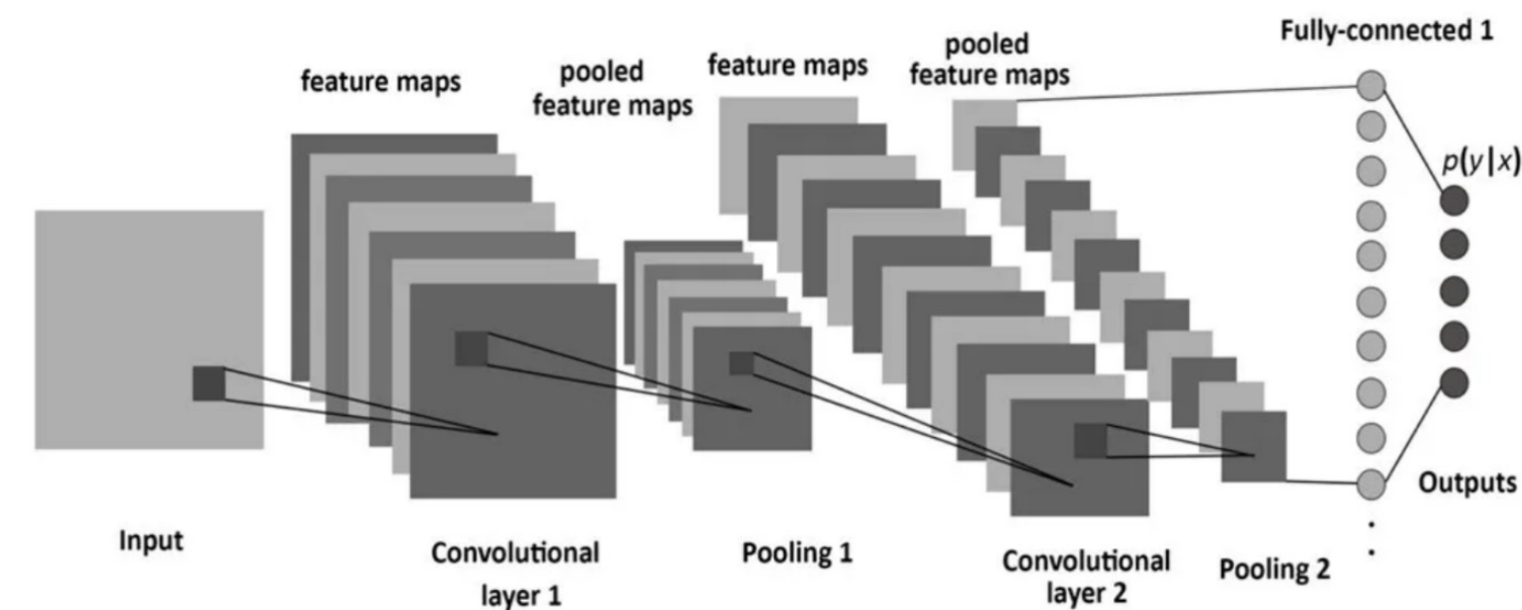 Fully-connected 1
pooled
feature maps
feature maps
pooled
feature maps
feature maps
p(y|x)
Outputs
Input
Convolutional
layer 1
Pooling 1
Convolutional
layer 2
Pooling 2